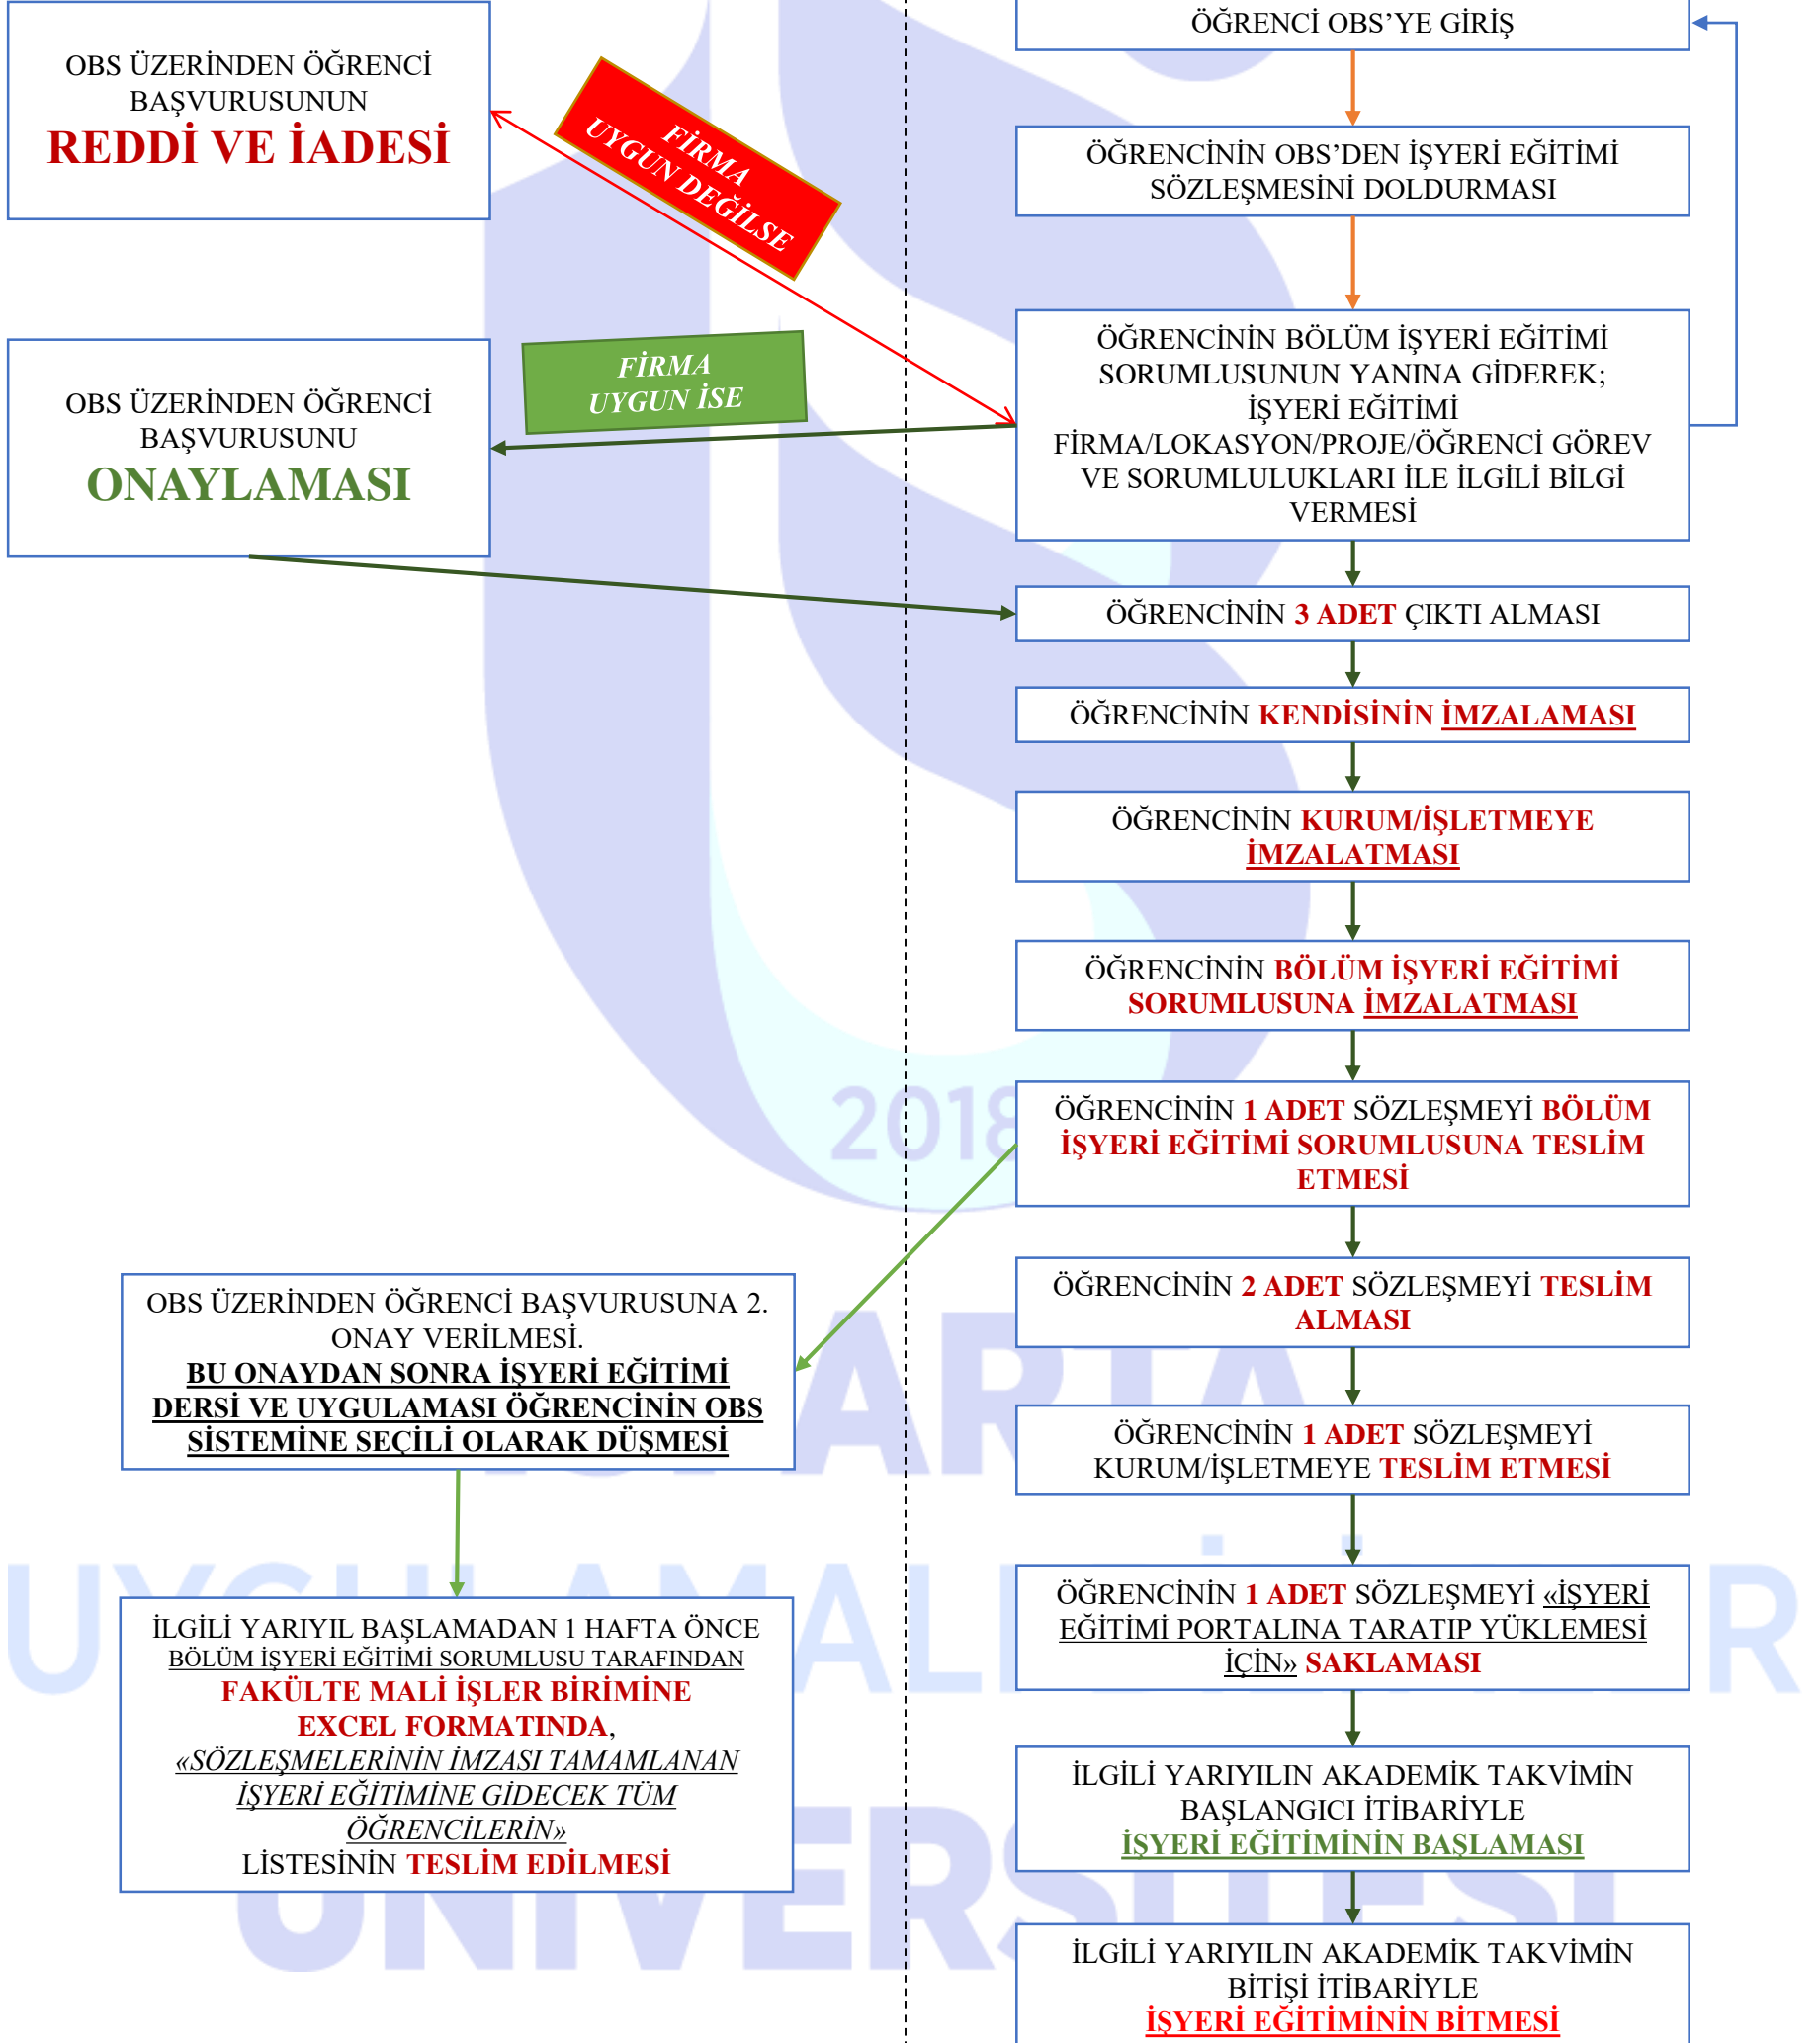 OBS ÜZERİNDEN ÖĞRENCİ
BAŞVURUSUNUN
REDDİ VE İADESİ
FİRMA
UYGUN DEĞİLSE
OBS ÜZERİNDEN ÖĞRENCİ
BAŞVURUSUNU
ONAYLAMASI
FİRMA
UYGUN İSE
ÖĞRENCİ OBS’YE GİRİŞ
ÖĞRENCİNİN OBS’DEN İŞYERİ EĞİTİMİ
SÖZLEŞMESİNİ DOLDURMASI
ÖĞRENCİNİN BÖLÜM İŞYERİ EĞİTİMİ
SORUMLUSUNUN YANINA GİDEREK;
İŞYERİ EĞİTİMİ
FİRMA/LOKASYON/PROJE/ÖĞRENCİ GÖREV
VE SORUMLULUKLARI İLE İLGİLİ BİLGİ
VERMESİ
ÖĞRENCİNİN 3 ADET ÇIKTI ALMASI
ÖĞRENCİNİN KENDİSİNİN İMZALAMASI
ÖĞRENCİNİN KURUM/İŞLETMEYE
İMZALATMASI
ÖĞRENCİNİN BÖLÜM İŞYERİ EĞİTİMİ
SORUMLUSUNA İMZALATMASI
ÖĞRENCİNİN 1 ADET SÖZLEŞMEYİ BÖLÜM
İŞYERİ EĞİTİMİ SORUMLUSUNA TESLİM
ETMESİ
ÖĞRENCİNİN 2 ADET SÖZLEŞMEYİ TESLİM
ALMASI
ÖĞRENCİNİN 1 ADET SÖZLEŞMEYİ
KURUM/İŞLETMEYE TESLİM ETMESİ
ÖĞRENCİNİN 1 ADET SÖZLEŞMEYİ «İŞYERİ
EĞİTİMİ PORTALINA TARATIP YÜKLEMESİ
İÇİN» SAKLAMASI
İLGİLİ YARIYILIN AKADEMİK TAKVİMİN
BAŞLANGICI İTİBARİYLE
İŞYERİ EĞİTİMİNİN BAŞLAMASI
İLGİLİ YARIYILIN AKADEMİK TAKVİMİN
BİTİŞİ İTİBARİYLE
İŞYERİ EĞİTİMİNİN BİTMESİ
OBS ÜZERİNDEN ÖĞRENCİ BAŞVURUSUNA 2.
ONAY VERİLMESİ.
BU ONAYDAN SONRA İŞYERİ EĞİTİMİ
DERSİ VE UYGULAMASI ÖĞRENCİNİN OBS
SİSTEMİNE SEÇİLİ OLARAK DÜŞMESİ
İLGİLİ YARIYIL BAŞLAMADAN 1 HAFTA ÖNCE
BÖLÜM İŞYERİ EĞİTİMİ SORUMLUSU TARAFINDAN
FAKÜLTE MALİ İŞLER BİRİMİNE
EXCEL FORMATINDA,
«SÖZLEŞMELERİNİN İMZASI TAMAMLANAN
İŞYERİ EĞİTİMİNE GİDECEK TÜM
ÖĞRENCİLERİN»
LİSTESİNİN TESLİM EDİLMESİ
2018